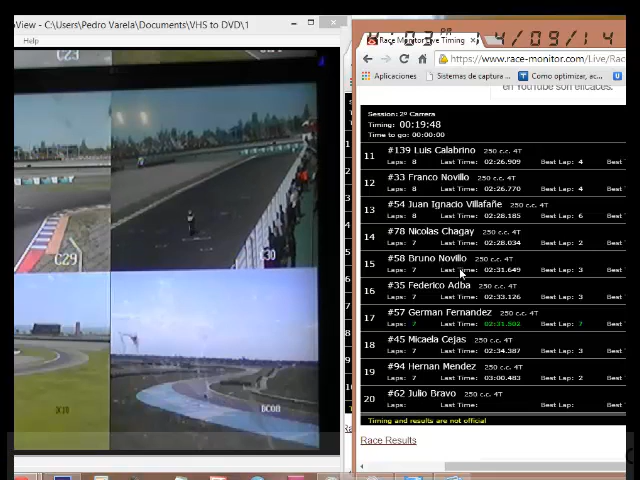 View - C:\Users\Pedro Varela\Documents\VHS to DVD\1
Help
C23
C29
C30
Race Monitor
Live Timing
4/09/14
https://www.race-monitor.com/Live/Rac
Aplicaciones
Sistemas de captura ...
Como optimizar, ac...
en YouTube son eficaces.
Session: 2º Carrera
Timing: 00:19:48
Time to go: 00:00:00
11 #139 Luis Calabrino 250 c.c. 4T
Laps: 8 Last Time: 02:26.909 Best Lap: 4 Best
12 #33 Franco Novillo 250 c.c. 4T
Laps: 8 Last Time: 02:26.770 Best Lap: 4 Best
13 #54 Juan Ignacio Villafañe 250 c.c. 4T
Laps: 8 Last Time: 02:28.185 Best Lap: 6 Best
14 #78 Nicolas Chagay 250 c.c. 4T
Laps: 7 Last Time: 02:28.034 Best Lap: 2 Best
15 #58 Bruno Novillo 250 c.c. 4T
Laps: 7 Last Time: 02:31.649 Best Lap: 3 Best
16 #35 Federico Adba 250 c.c. 4T
Laps: 7 Last Time: 02:33.126 Best Lap: 3 Best
17 #57 German Fernandez 250 c.c. 4T
Laps: 7 Last Time: 02:31.502 Best Lap: 7 Best
18 #45 Micaela Cejas 250 c.c. 4T
Laps: 7 Last Time: 02:34.387 Best Lap: 3 Best
19 #94 Hernan Mendez 250 c.c. 4T
Laps: 7 Last Time: 03:00.483 Best Lap: 2 Best
20 #62 Julio Bravo 250 c.c. 4T
Laps: Last Time: Best Lap: Best
Timing and results are not official
Race Results